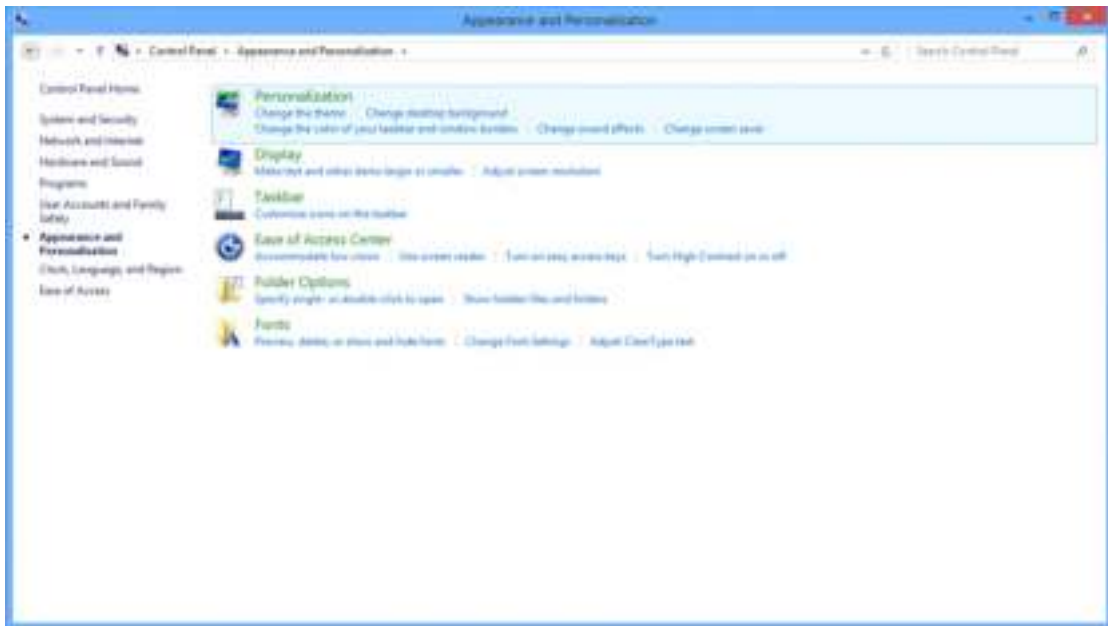 Appearance and Personalization
Control Panel Appearance and Personalization
Search Control Panel
Control Panel Home
System and Security
Network and Internet
Hardware and Sound
Programs
User Accounts and Family
Safety
Appearance and
Personalization
Clock, Language, and Region
Ease of Access
Personalization
Change the theme Change desktop background
Change the color of your taskbar and window borders Change sound effects Change screen saver
Display
Make text and other items larger or smaller Adjust screen resolution
Taskbar
Customize icons on the taskbar
Ease of Access Center
Accommodate low vision Use screen reader Turn on easy access keys Turn High Contrast on or off
Folder Options
Specify single- or double-click to open Show hidden files and folders
Fonts
Preview, delete, or show and hide fonts Change Font Settings Adjust ClearType text